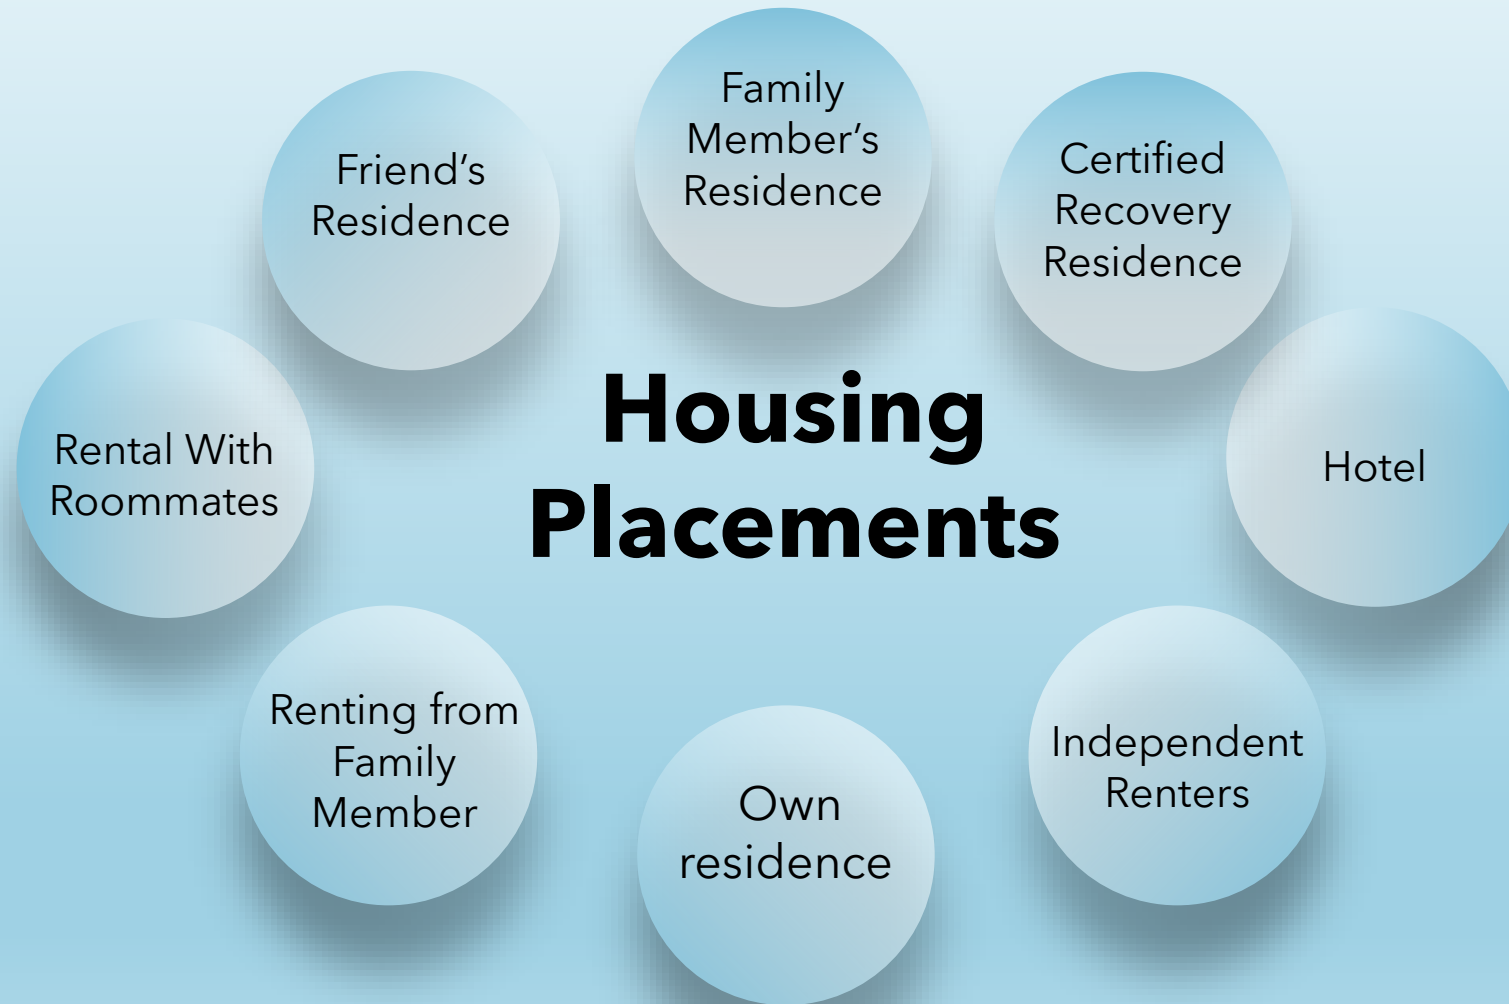 Family
Member’s
Residence
Friend’s
Residence
Certified
Recovery
Residence
Housing
Placements
Rental With
Roommates
Hotel
Renting from
Family
Member
Own
residence
Independent
Renters